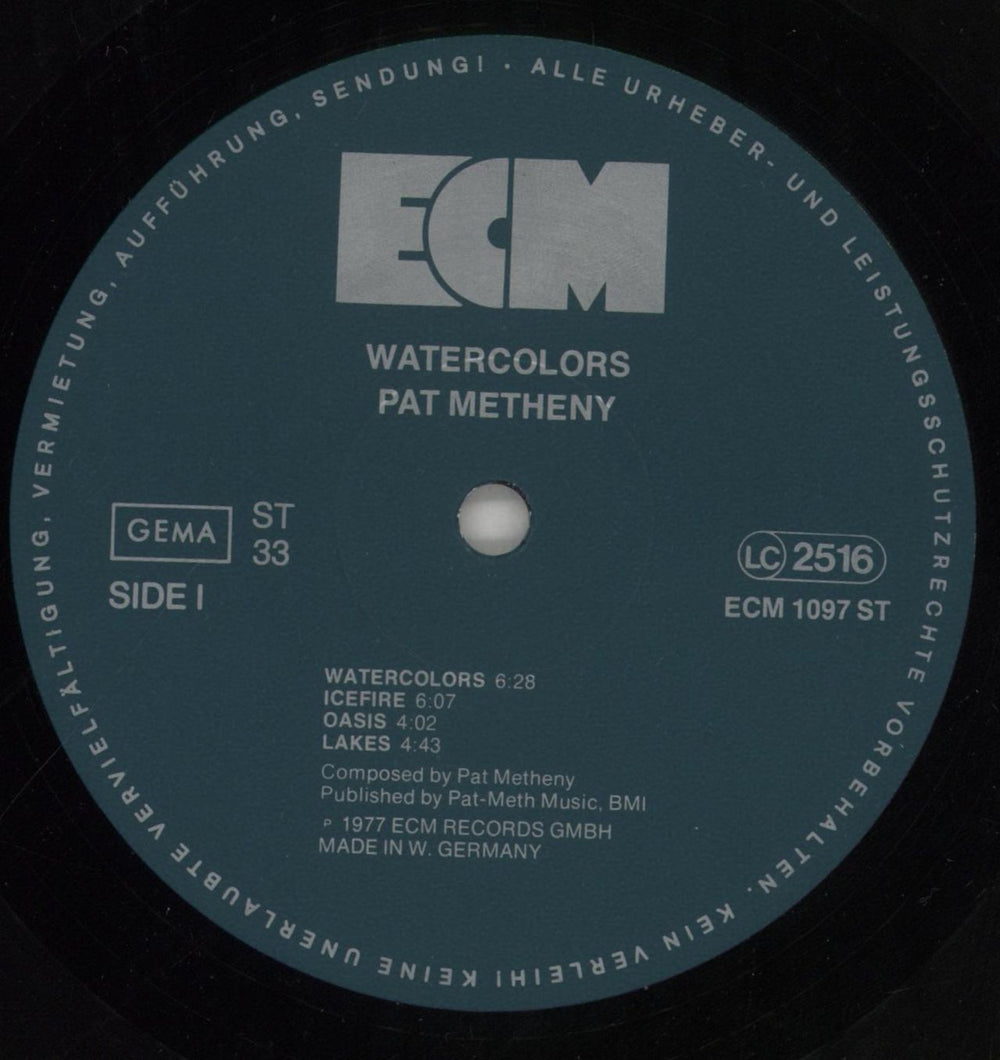 ALLE URHEBER- UND LEISTUNGSSCHUTZRECHTE VORBEHALTEN. KEIN VERLEIH! KEINE UNERLAUBTE VERVIELFÄLTIGUNG, VERMIETUNG, AUFFÜHRUNG, SENDUNG! ·
ECM
WATERCOLORS
PAT METHENY
GEMA
ST
33
SIDE I
LC 2516
ECM 1097 ST
WATERCOLORS 6:28
ICEFIRE 6:07
OASIS 4:02
LAKES 4:43
Composed by Pat Metheny
Published by Pat-Meth Music, BMI
℗ 1977 ECM RECORDS GMBH
MADE IN W. GERMANY